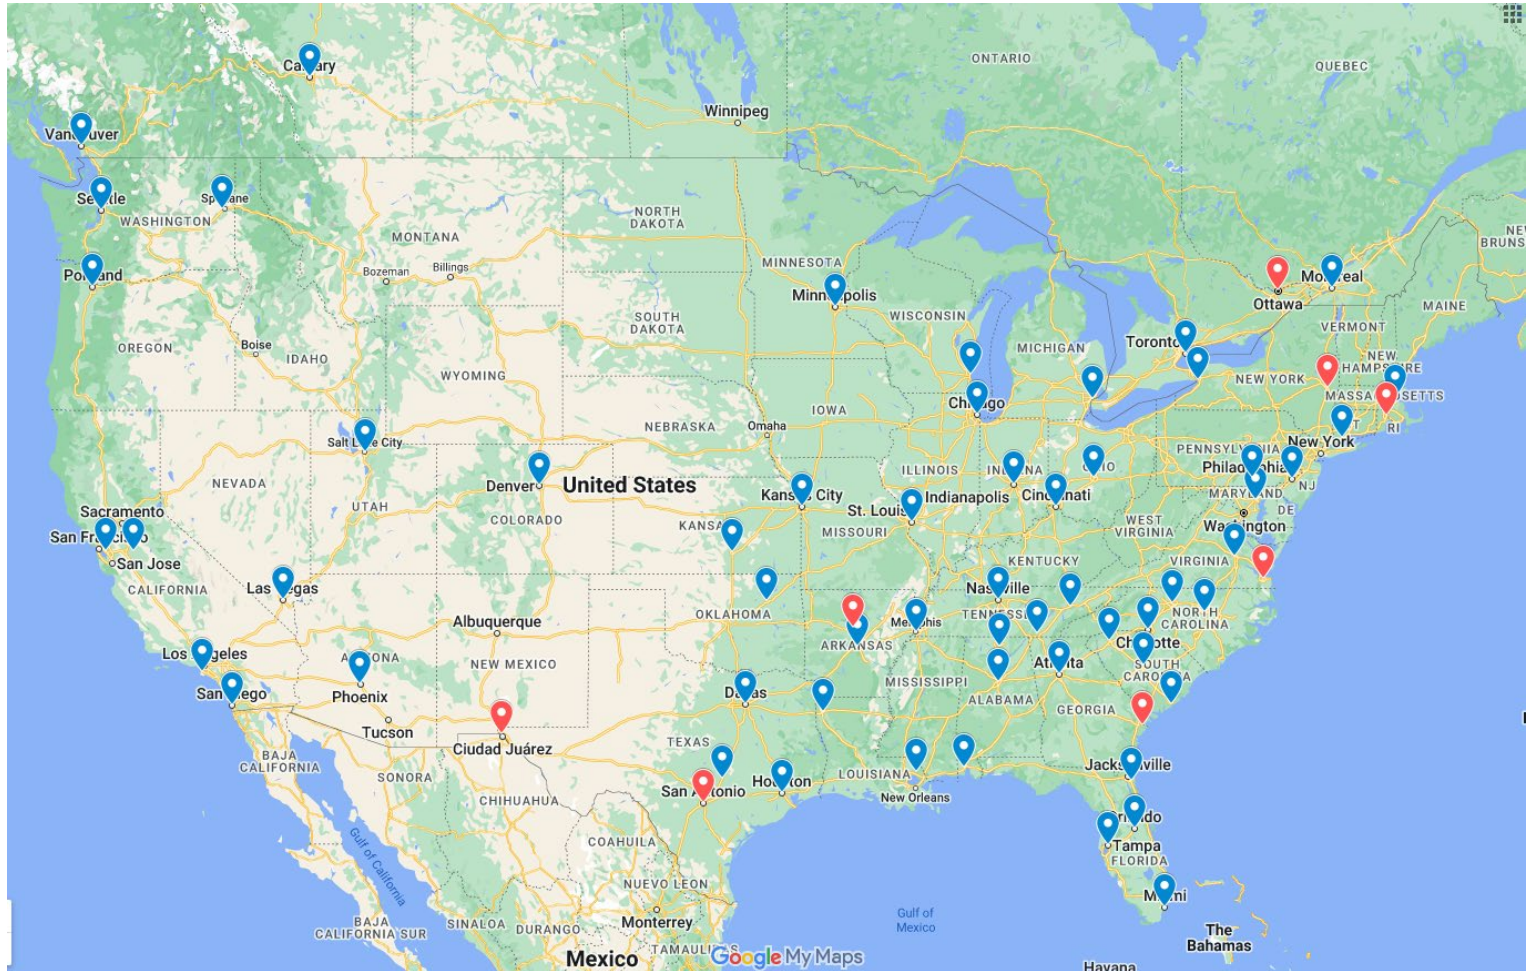 ONTARIO
QUEBEC
Calgary
Winnipeg
Vancouver
Seattle
Spokane
WASHINGTON
NORTH
DAKOTA
MONTANA
NEW
BRUNS
Portland
Bozeman
Billings
MINNESOTA
Minneapolis
Montreal
Ottawa
MAINE
WISCONSIN
SOUTH
DAKOTA
VERMONT
OREGON
Boise
IDAHO
MICHIGAN
Toronto
NEW
HAMPSHIRE
WYOMING
NEW YORK
MASSACHUSETTS
Chicago
IOWA
NEBRASKA
Omaha
CT
RI
Salt Lake City
PENNSYLVANIA
New York
ILLINOIS
INDIANA
OHIO
Philadelphia
NEVADA
Denver
United States
Kansas City
Indianapolis
Cincinnati
MARYLAND
NJ
UTAH
COLORADO
St. Louis
DE
Sacramento
San Francisco
KANSAS
MISSOURI
WEST
VIRGINIA
Washington
San Jose
KENTUCKY
VIRGINIA
CALIFORNIA
Las Vegas
Nashville
OKLAHOMA
TENNESSEE
NORTH
CAROLINA
Albuquerque
Memphis
Los Angeles
ARIZONA
NEW MEXICO
ARKANSAS
Charlotte
Atlanta
SOUTH
CAROLINA
San Diego
Phoenix
Dallas
MISSISSIPPI
ALABAMA
GEORGIA
Tucson
Ciudad Juárez
TEXAS
BAJA
CALIFORNIA
SONORA
CHIHUAHUA
San Antonio
Houston
LOUISIANA
New Orleans
Jacksonville
Orlando
Tampa
FLORIDA
Gulf of California
COAHUILA
NUEVO LEON
Miami
Gulf of
Mexico
BAJA
CALIFORNIA SUR
SINALOA
DURANGO
Monterrey
The
Bahamas
Mexico
TAMAULIPAS
Google My Maps
Havana